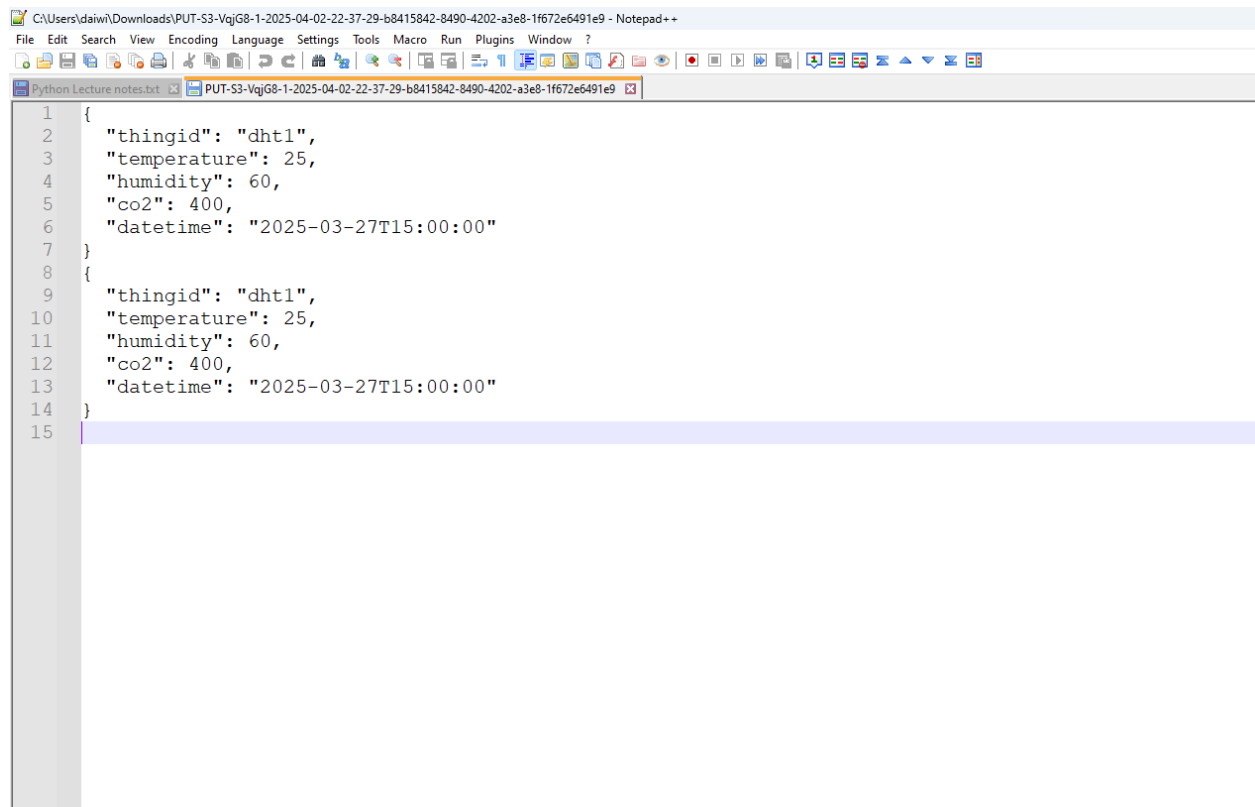 C:\Users\daiwi\Downloads\PUT-S3-VqjG8-1-2025-04-02-22-37-29-b8415842-8490-4202-a3e8-1f672e6491e9 - Notepad++
File Edit Search View Encoding Language Settings Tools Macro Run Plugins Window ?
Python Lecture notes.txt PUT-S3-VqjG8-1-2025-04-02-22-37-29-b8415842-8490-4202-a3e8-1f672e6491e9
1 {
2 "thingid": "dht1",
3 "temperature": 25,
4 "humidity": 60,
5 "co2": 400,
6 "datetime": "2025-03-27T15:00:00"
7 }
8 {
9 "thingid": "dht1",
10 "temperature": 25,
11 "humidity": 60,
12 "co2": 400,
13 "datetime": "2025-03-27T15:00:00"
14 }
15